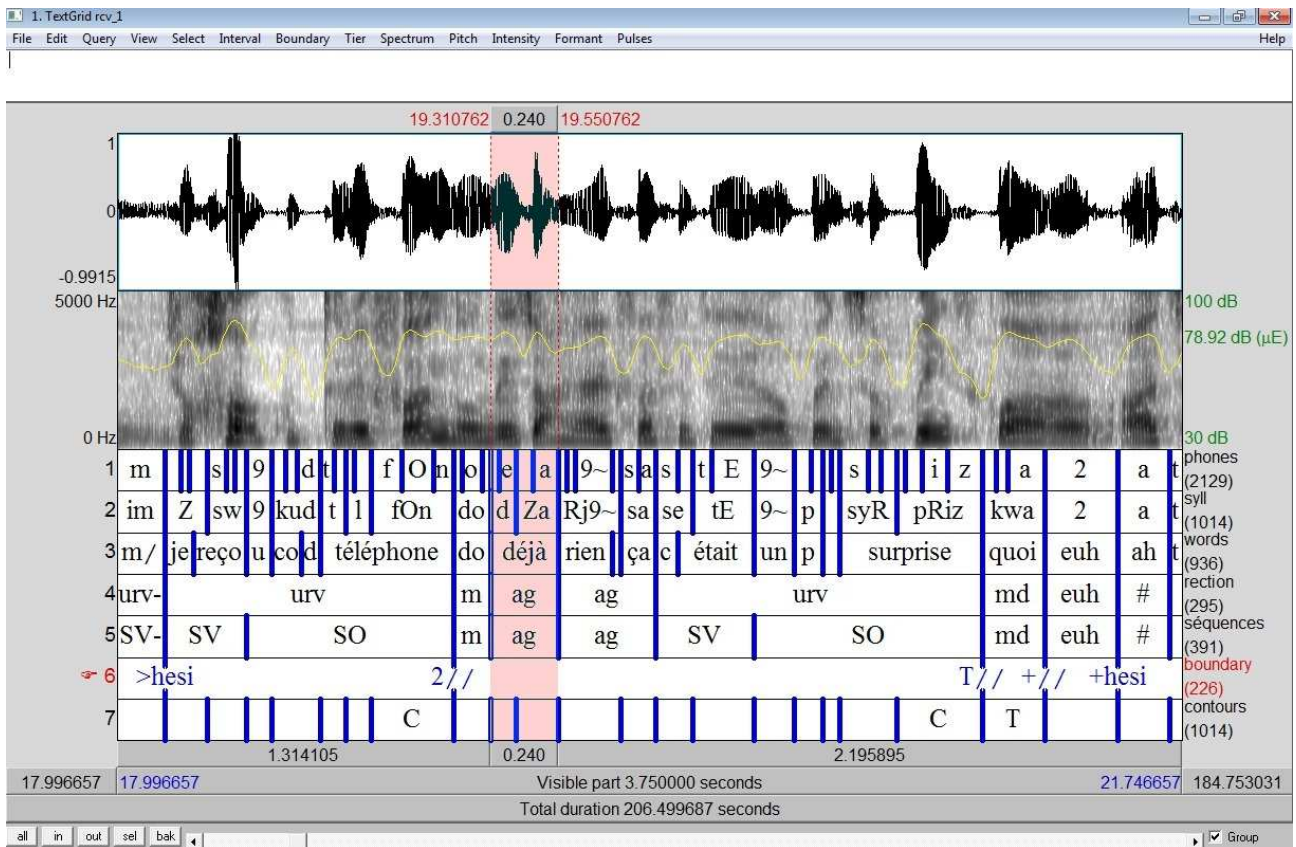 1. TextGrid rcv_1
File Edit Query View Select Interval Boundary Tier Spectrum Pitch Intensity Formant Pulses Help
19.310762 0.240 19.550762
1
0
-0.9915
5000 Hz 100 dB
78.92 dB (µE)
0 Hz 30 dB
1 m s 9 d t f O n o e a 9~ s a s t E 9~ s i z a 2 a t phones (2129)
2 im Z sw 9 kud t l fOn do d Za Rj9~ sa se tE 9~ p syR pRiz kwa 2 a t syll (1014)
3 m/ je reço u co d téléphone do déjà rien ça c était un p surprise quoi euh ah t words (936)
4 urv- urv m ag ag urv md euh # rection (295)
5 SV- SV SO m ag ag SV SO md euh # séquences (391)
6 >hesi 2// T// +// +hesi boundary (226)
7 C C T contours (1014)
1.314105 0.240 2.195895
17.996657 17.996657 Visible part 3.750000 seconds 21.746657 184.753031
Total duration 206.499687 seconds
all in out sel bak Group